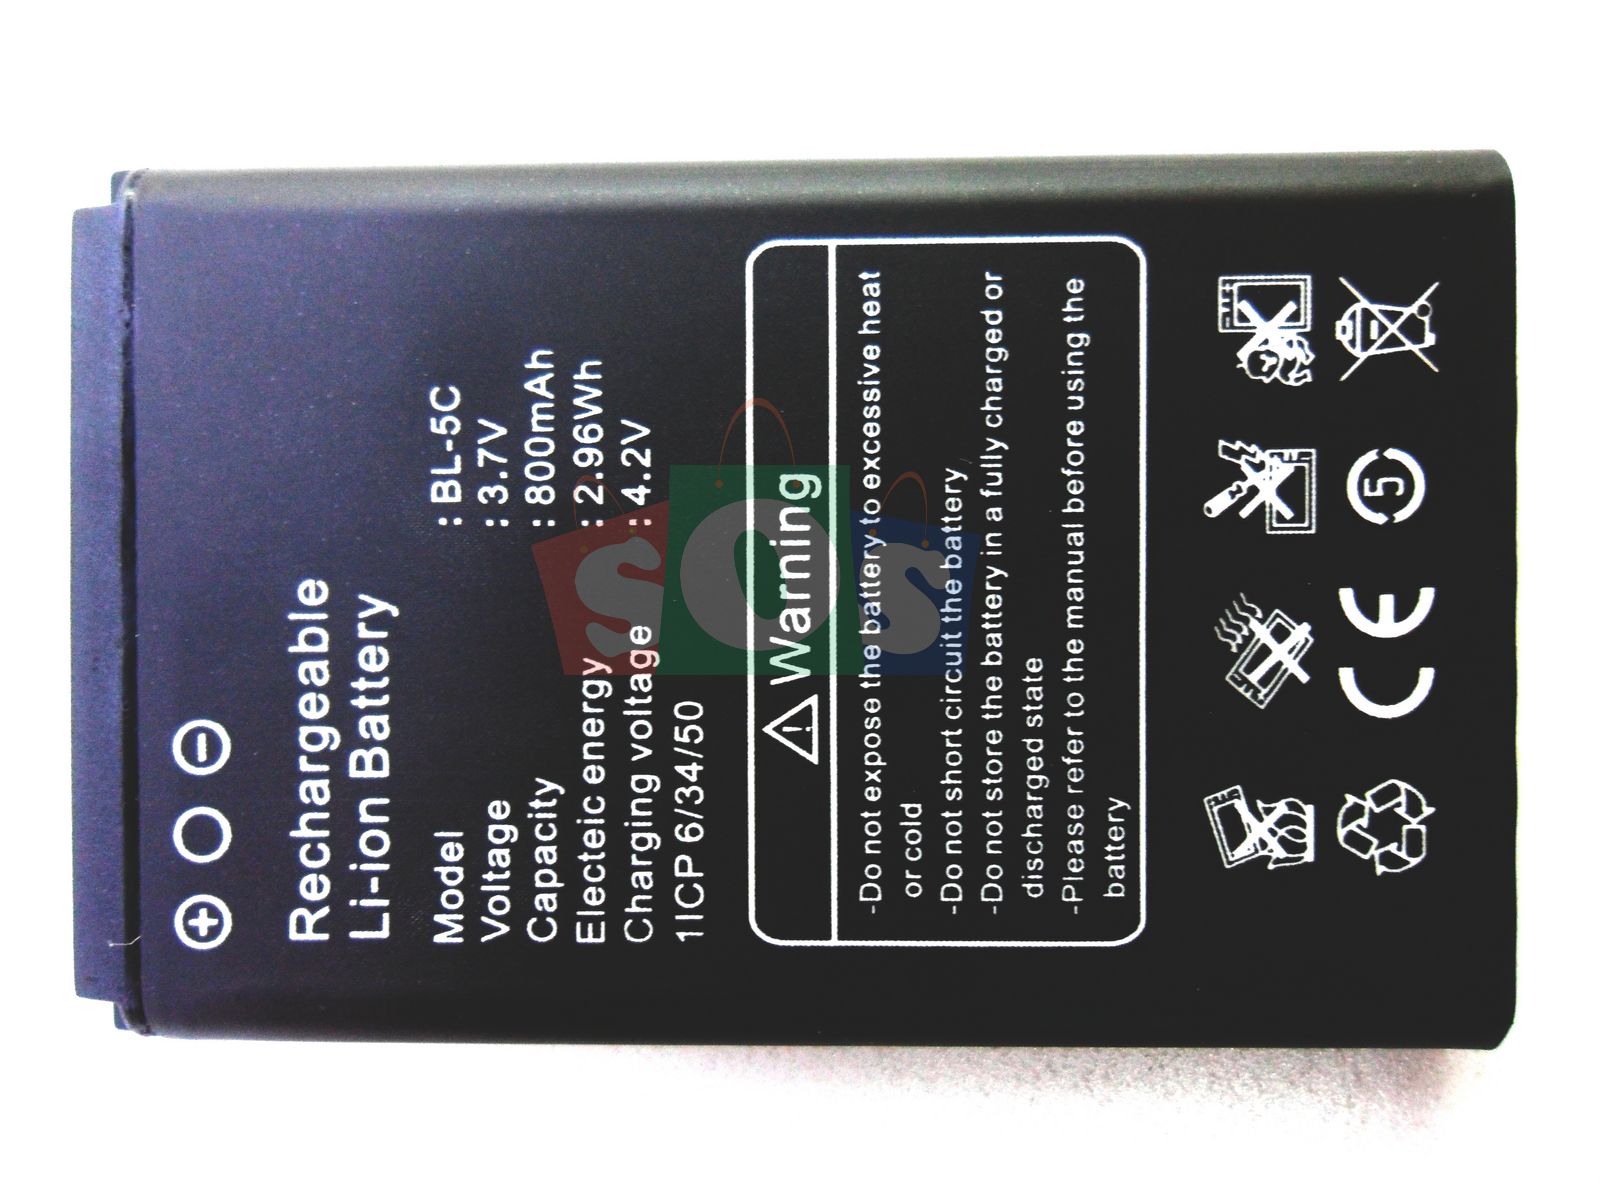 Rechargeable
Li-ion Battery
Model : BL-5C
Voltage : 3.7V
Capacity : 800mAh
Electeic energy : 2.96Wh
Charging voltage : 4.2V
1ICP 6/34/50
Warning
-Do not expose the battery to excessive heat
or cold
-Do not short circuit the battery
-Do not store the battery in a fully charged or
discharged state
-Please refer to the manual before using the
battery
CE 5
SOS